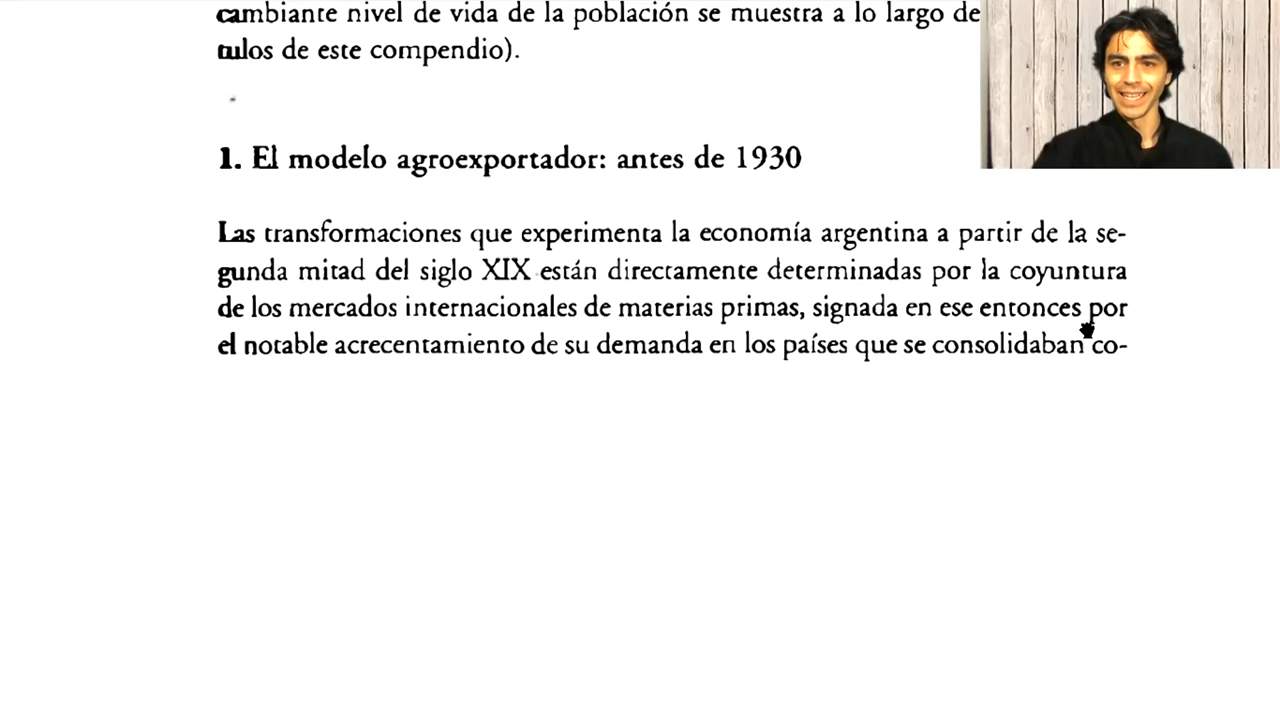 cambiante nivel de vida de la población se muestra a lo largo de
tulos de este compendio).
1. El modelo agroexportador: antes de 1930
Las transformaciones que experimenta la economía argentina a partir de la se-
gunda mitad del siglo XIX están directamente determinadas por la coyuntura
de los mercados internacionales de materias primas, signada en ese entonces por
el notable acrecentamiento de su demanda en los países que se consolidaban co-